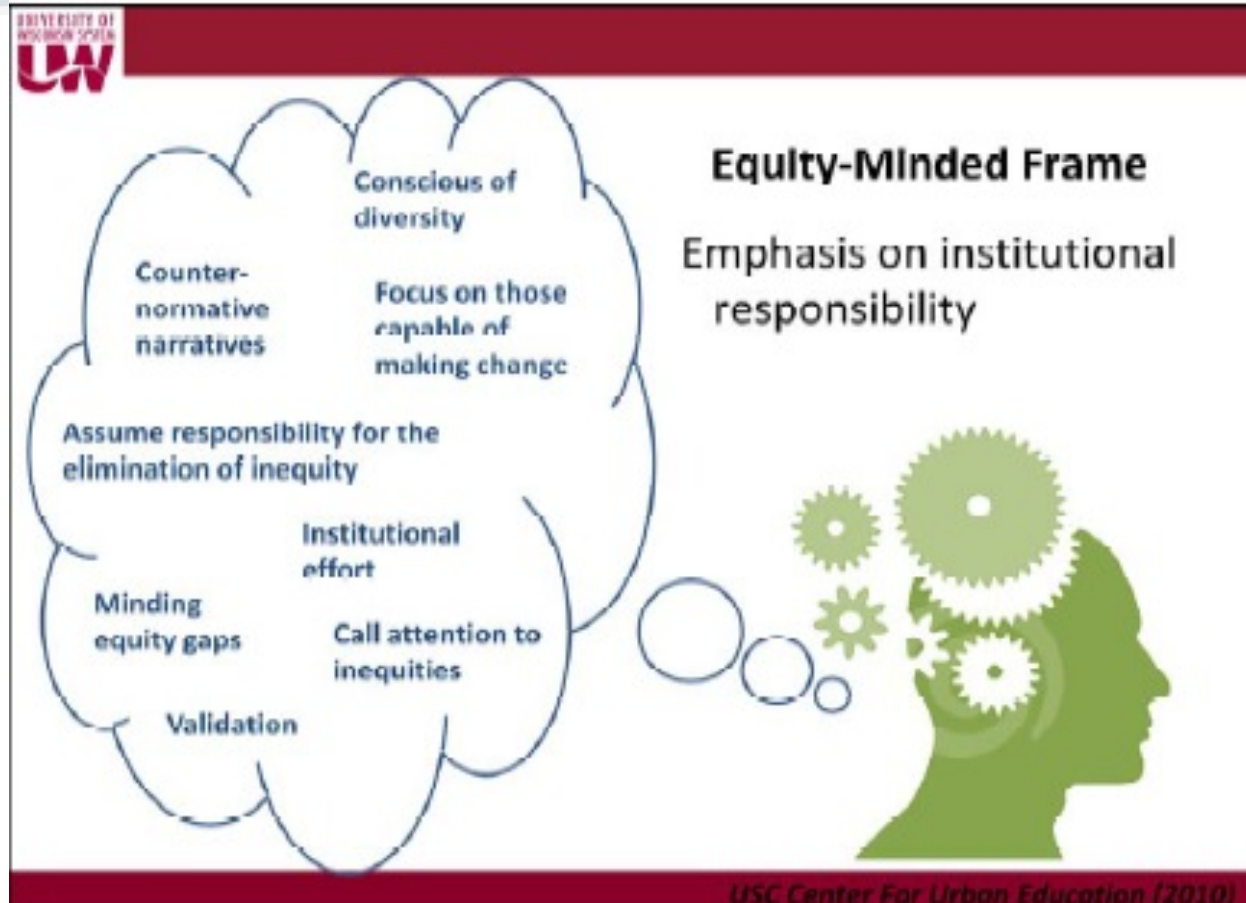 UNIVERSITY OF
WISCONSIN SYSTEM
UW
Equity-Minded Frame
Emphasis on institutional
responsibility
Conscious of
diversity
Counter-
normative
narratives
Focus on those
capable of
making change
Assume responsibility for the
elimination of inequity
Institutional
effort
Minding
equity gaps
Call attention to
inequities
Validation
USC Center For Urban Education (2010)